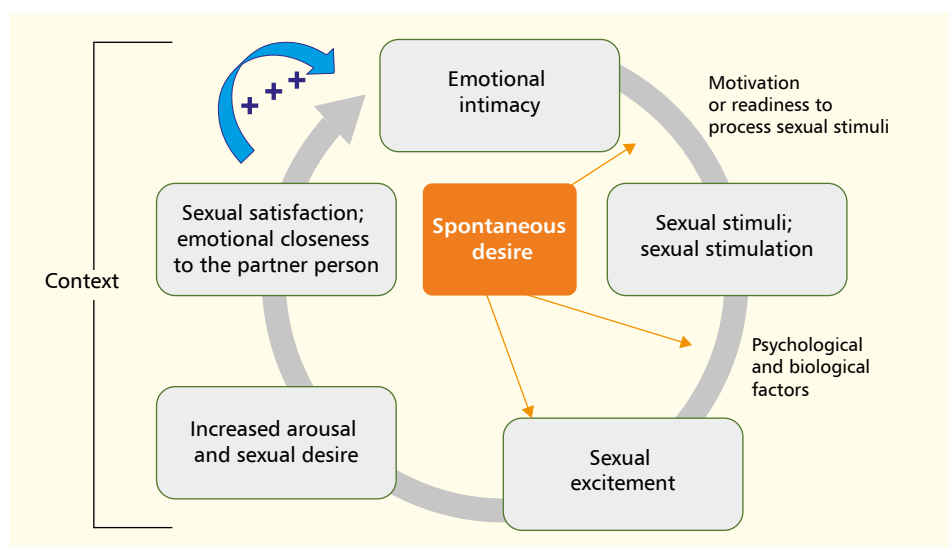 Emotional
intimacy
Motivation
or readiness to
process sexual stimuli
Sexual satisfaction;
emotional closeness
to the partner person
Spontaneous
desire
Sexual stimuli;
sexual stimulation
Context
Psychological
and biological
factors
Increased arousal
and sexual desire
Sexual
excitement
+ + +